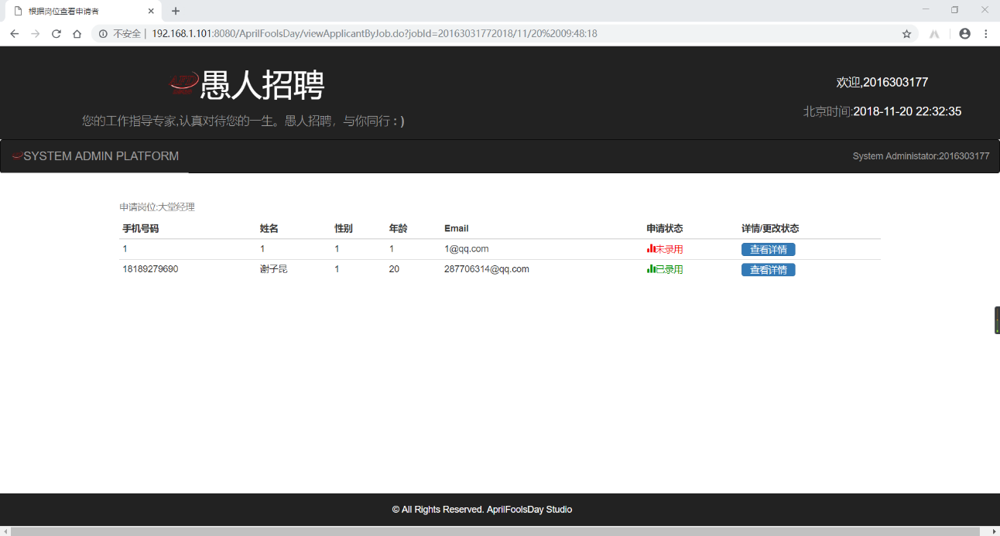 根据岗位查看申请者
不安全 | 192.168.1.101:8080/AprilFoolsDay/viewApplicantByJob.do?jobId=20163031772018/11/20%2009:48:18
愚人招聘
欢迎,2016303177
您的工作指导专家,认真对待您的一生。愚人招聘，与你同行 : )
北京时间:2018-11-20 22:32:35
SYSTEM ADMIN PLATFORM
System Administator:2016303177
申请岗位:大堂经理
手机号码 姓名 性别 年龄 Email 申请状态 详情/更改状态
1 1 1 1 1@qq.com 未录用 查看详情
18189279690 谢子昆 1 20 287706314@qq.com 已录用 查看详情
© All Rights Reserved. AprilFoolsDay Studio